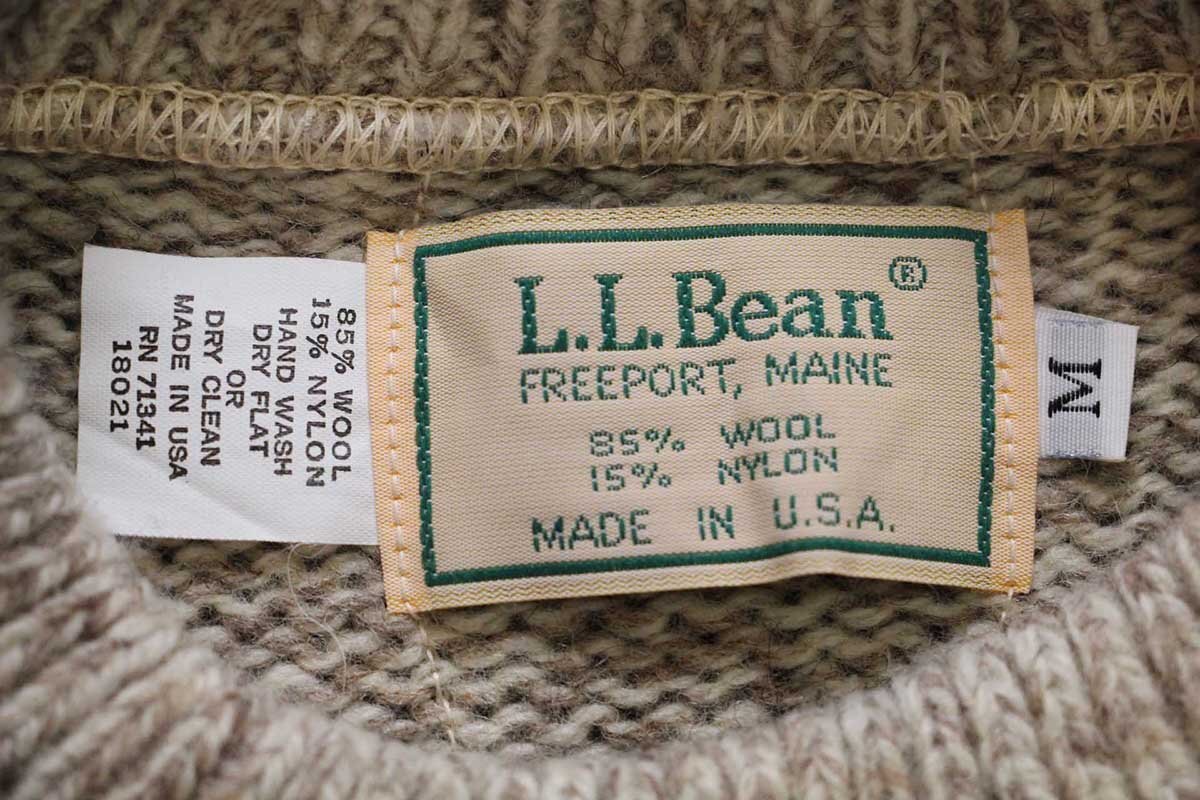 85% WOOL
15% NYLON
HAND WASH
DRY FLAT
OR
DRY CLEAN
MADE IN USA
RN 71341
18021
L.L.Bean®
FREEPORT, MAINE
85% WOOL
15% NYLON
MADE IN U.S.A.
M